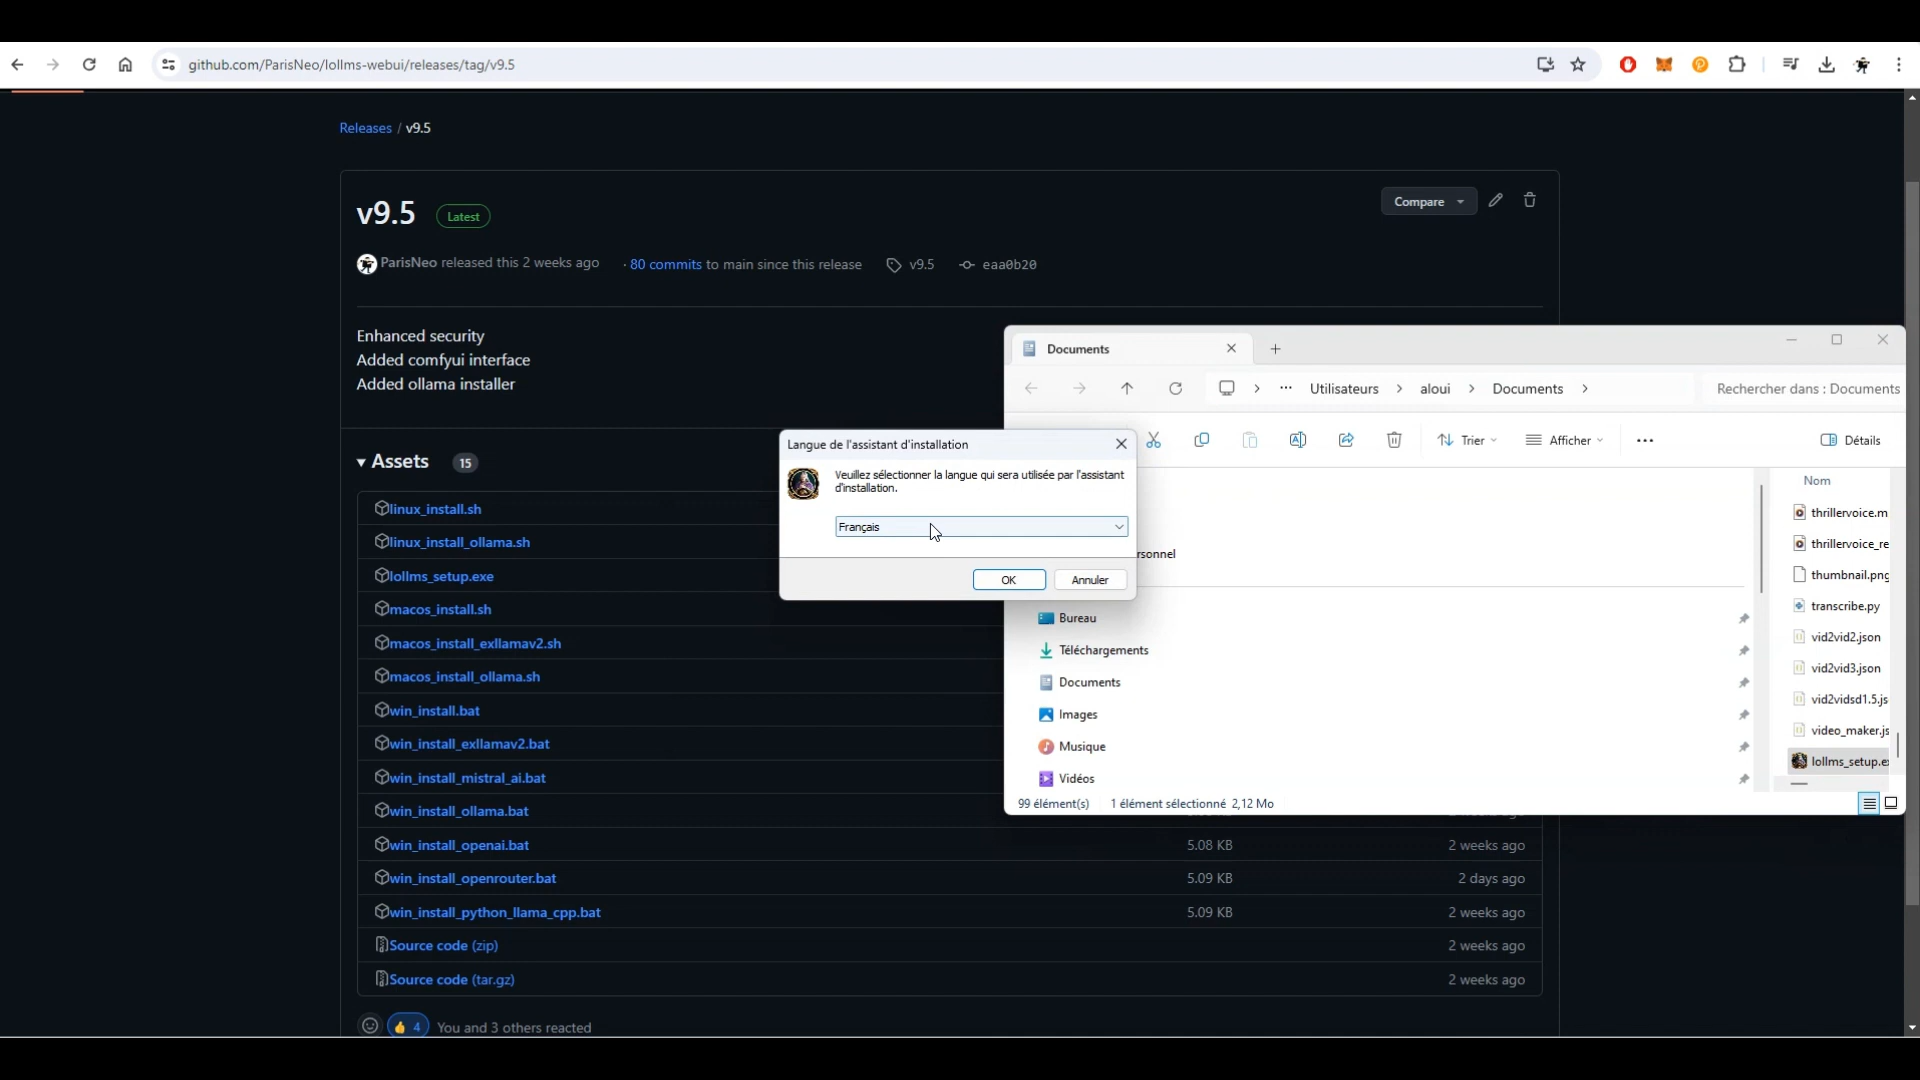 github.com/ParisNeo/lollms-webui/releases/tag/v9.5
Releases / v9.5
v9.5
Latest
Compare
ParisNeo released this 2 weeks ago
· 80 commits to main since this release
v9.5
eaa0b20
Enhanced security
Added comfyui interface
Added ollama installer
Assets 15
linux_install.sh
linux_install_ollama.sh
lollms_setup.exe
macos_install.sh
macos_install_exllamav2.sh
macos_install_ollama.sh
win_install.bat
win_install_exllamav2.bat
win_install_mistral_ai.bat
win_install_ollama.bat
win_install_openai.bat 5.08 KB 2 weeks ago
win_install_openrouter.bat 5.09 KB 2 days ago
win_install_python_llama_cpp.bat 5.09 KB 2 weeks ago
Source code (zip) 2 weeks ago
Source code (tar.gz) 2 weeks ago
4 You and 3 others reacted
Langue de l'assistant d'installation
Veuillez sélectionner la langue qui sera utilisée par l'assistant
d'installation.
Français
OK
Annuler
Documents
Utilisateurs > aloui > Documents >
Rechercher dans : Documents
Trier
Afficher
Détails
rsonnel
Bureau
Téléchargements
Documents
Images
Musique
Vidéos
Nom
thrillervoice.m
thrillervoice_re
thumbnail.png
transcribe.py
vid2vid2.json
vid2vid3.json
vid2vidsd1.5.js
video_maker.js
lollms_setup.ex
99 élément(s)
1 élément sélectionné 2,12 Mo